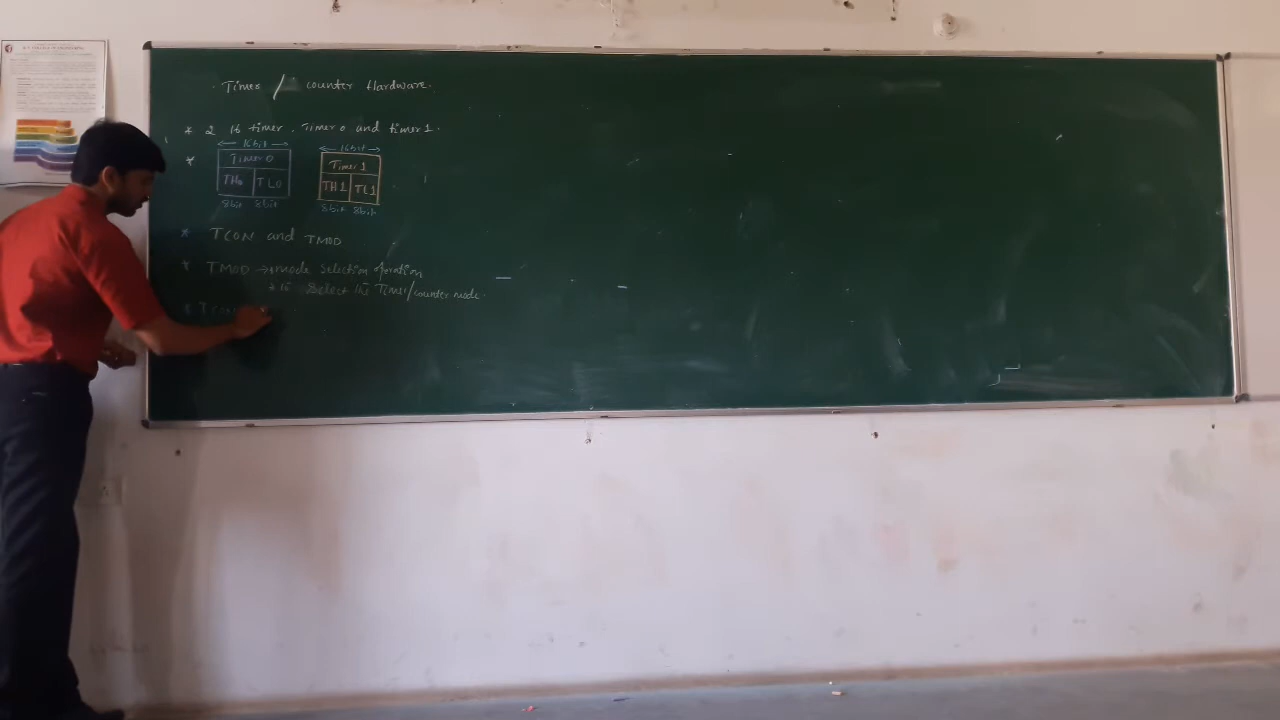 Timer / counter Hardware.
* 2 16 timer. Timer 0 and timer 1.
16bit 16bit
* Timer 0 Timer 1
TH0 TL0 TH1 TL1
8bit 8bit 8bit 8bit
* TCON and TMOD
* TMOD → mode selection operation
Select the Timer/counter mode.
* TCON